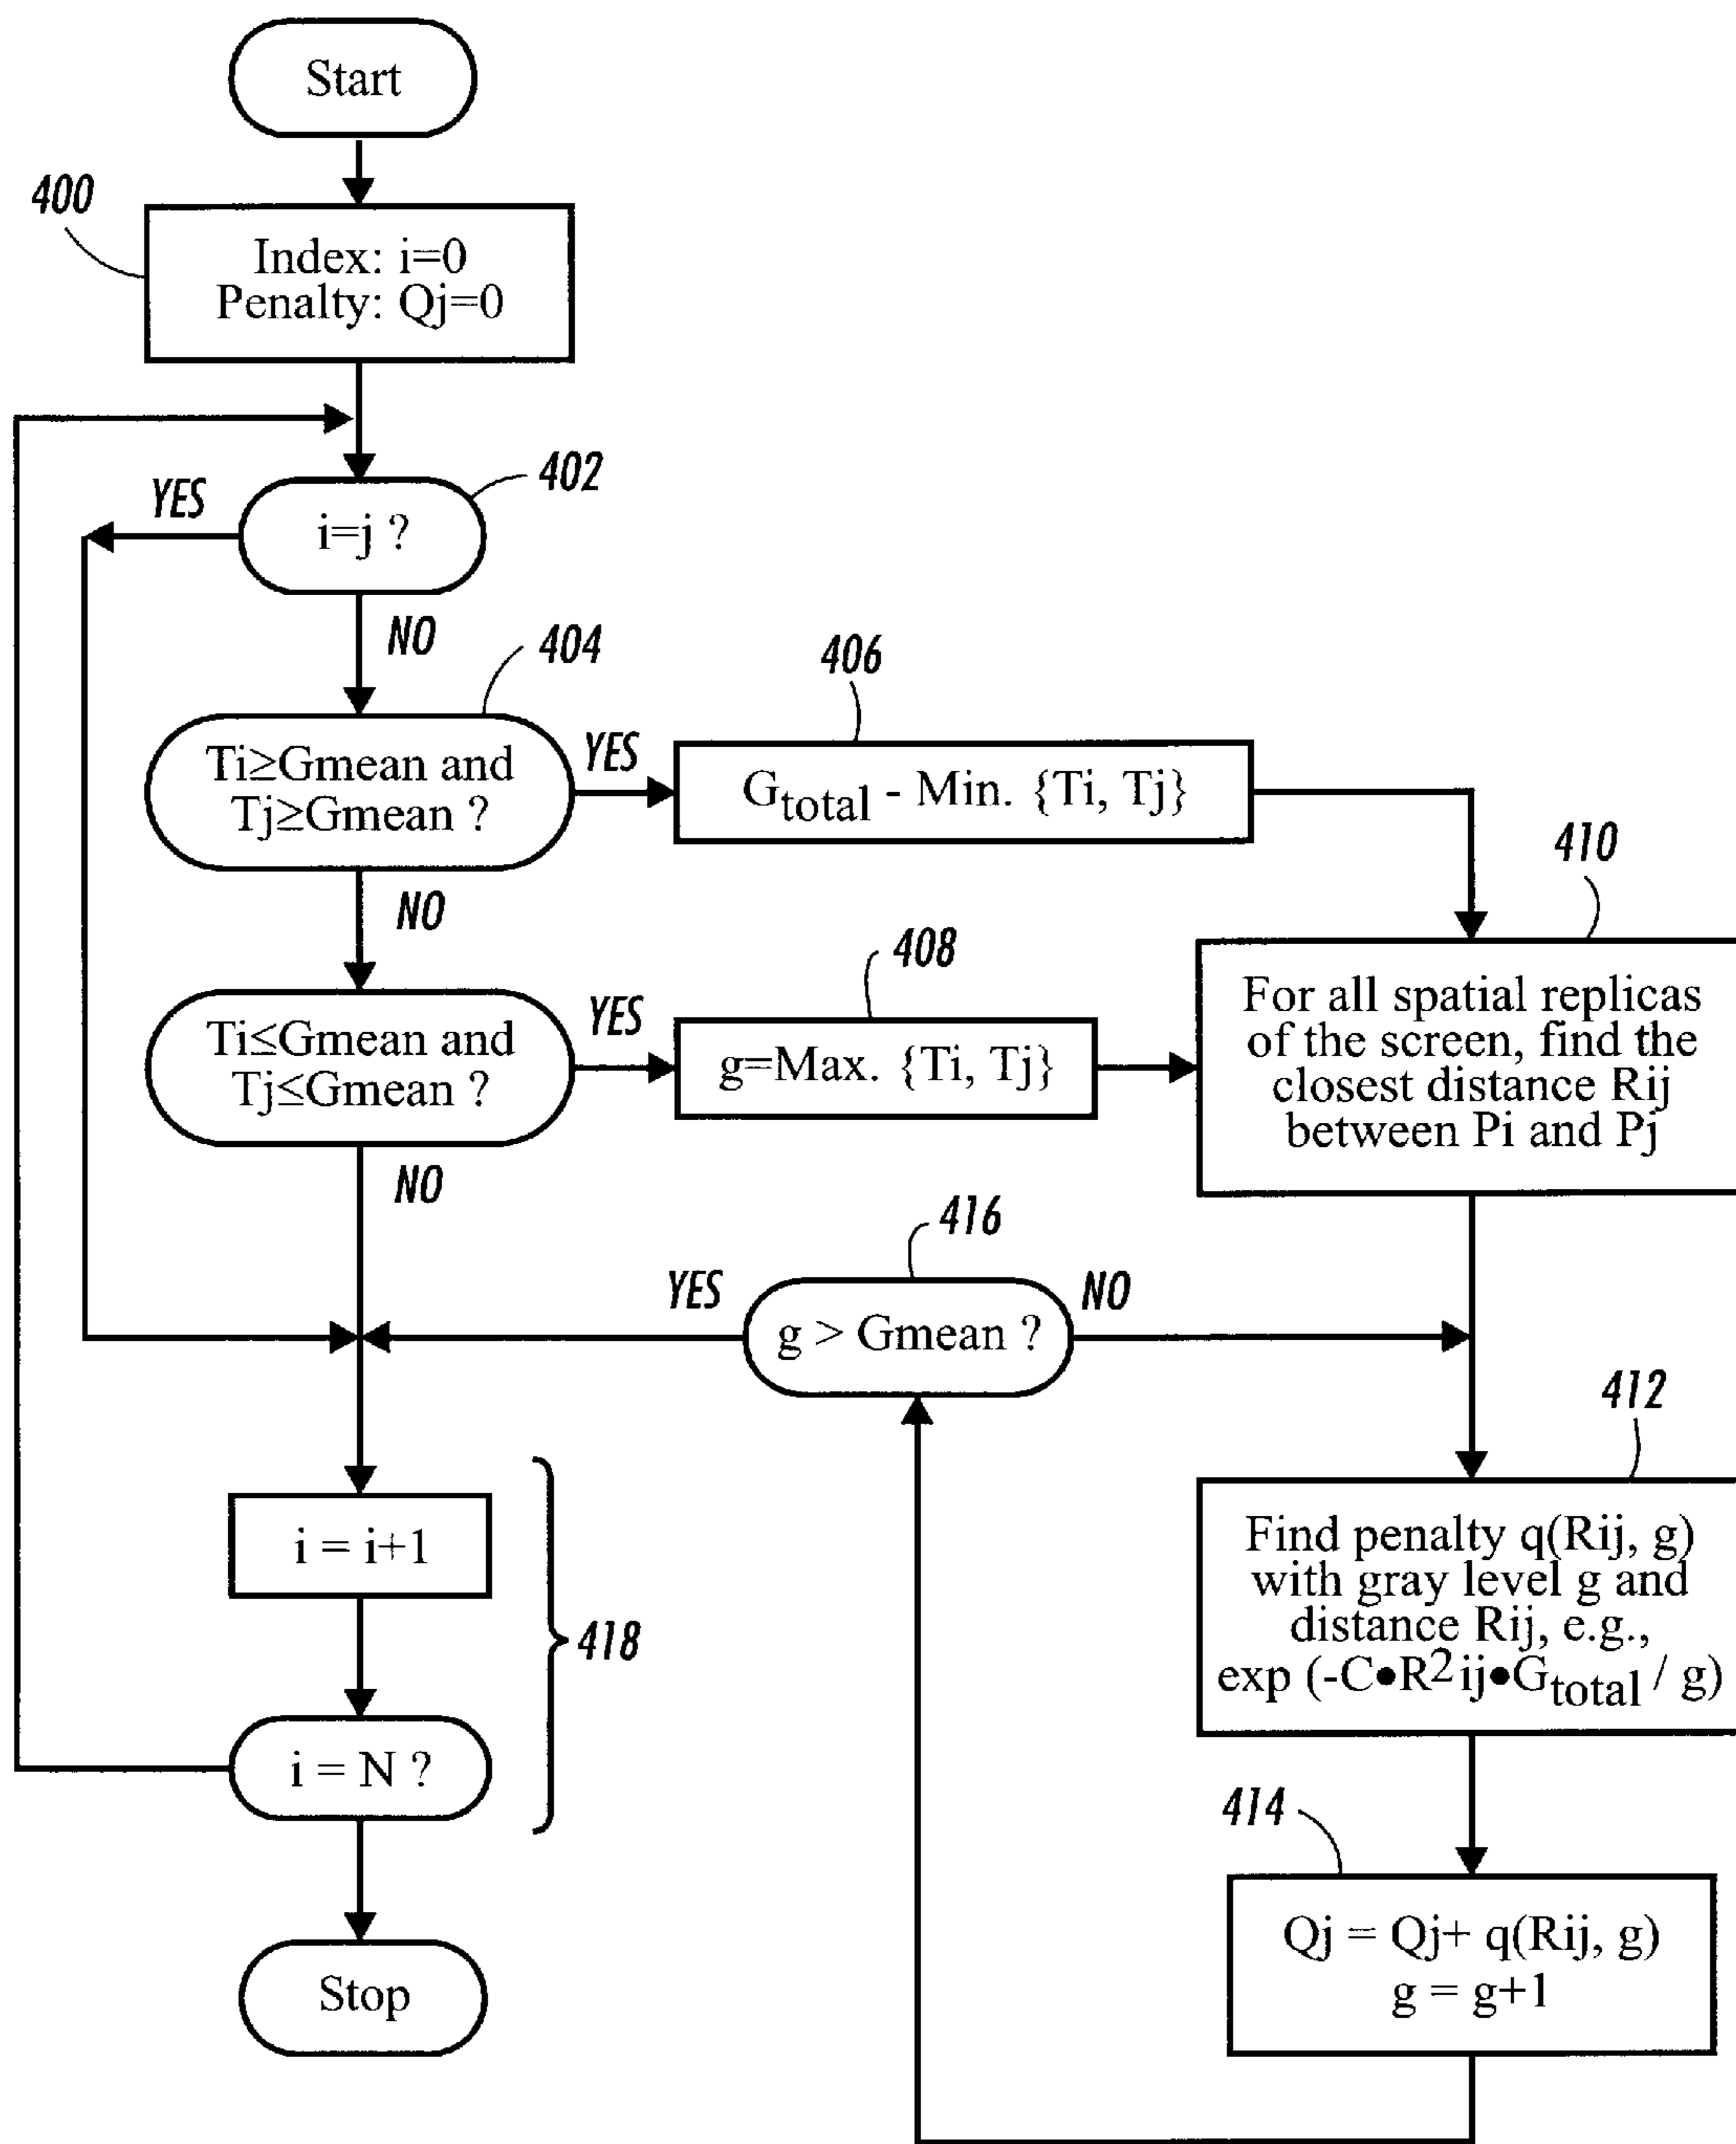 Start
400
Index: i=0
Penalty: Qj=0
402
YES
i=j ?
NO
404
406
Ti≥Gmean and
Tj≥Gmean ?
YES
G_total - Min. {Ti, Tj}
410
NO
408
Ti≤Gmean and
Tj≤Gmean ?
YES
g=Max. {Ti, Tj}
For all spatial replicas
of the screen, find the
closest distance Rij
between Pi and Pj
NO
416
YES
g > Gmean ?
NO
412
Find penalty q(Rij, g)
with gray level g and
distance Rij, e.g.,
exp (-C•R²ij•G_total / g)
i = i+1
418
i = N ?
414
Qj = Qj+ q(Rij, g)
g = g+1
Stop